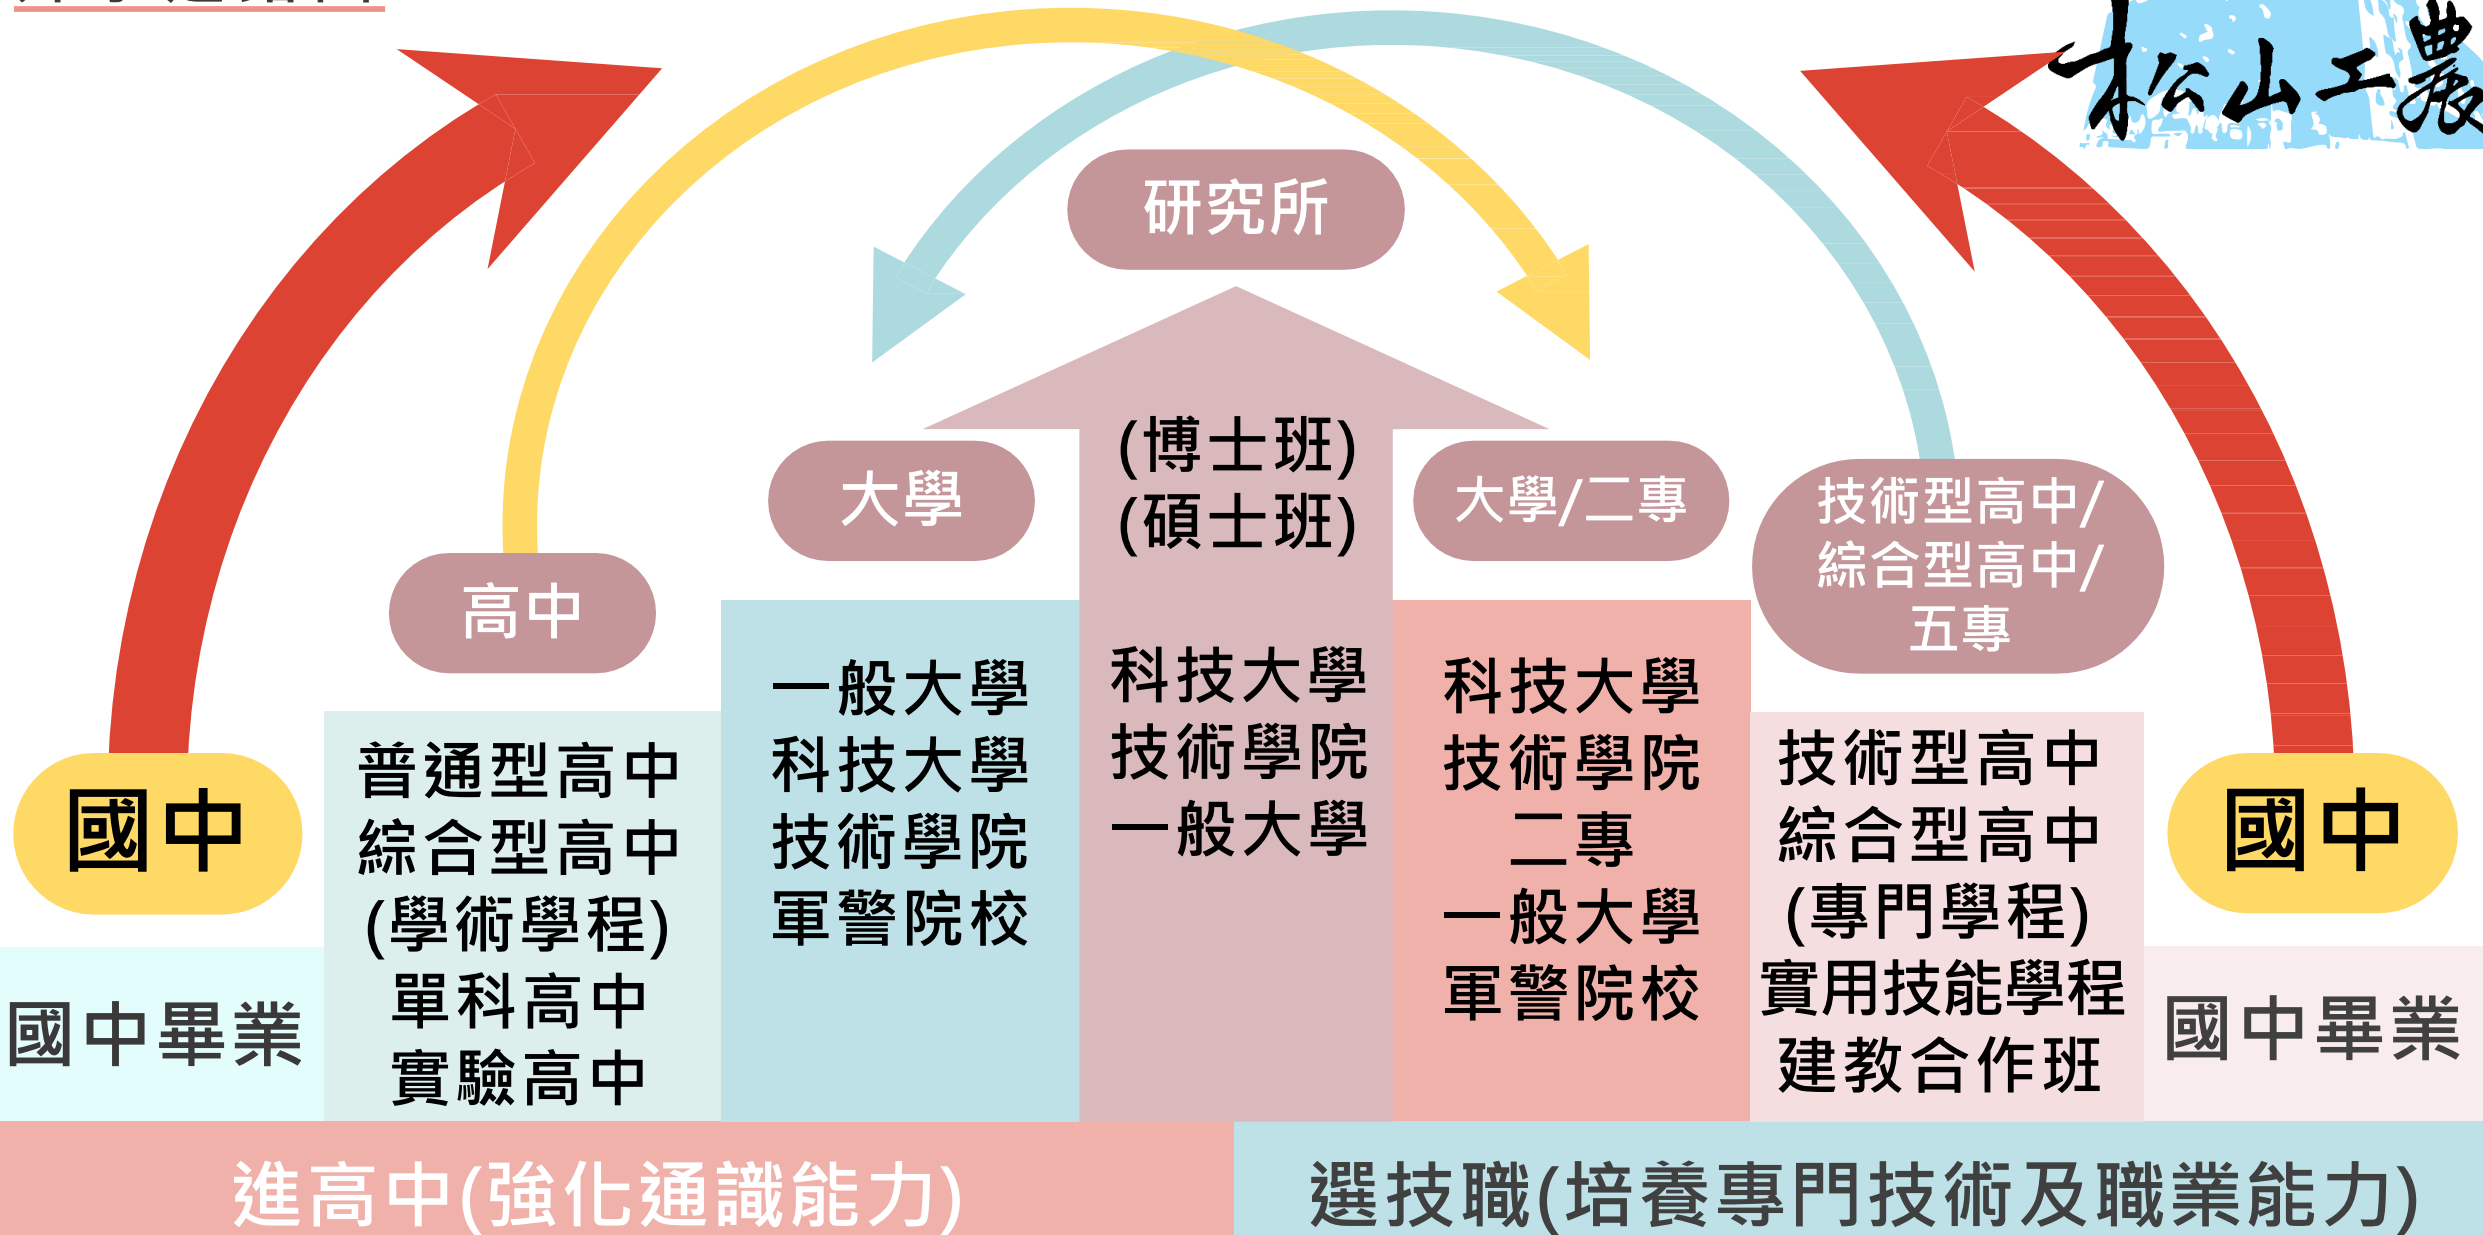 松山工農
研究所
(博士班)
(碩士班)
科技大學
技術學院
一般大學
大學
一般大學
科技大學
技術學院
軍警院校
大學/二專
科技大學
技術學院
二專
一般大學
軍警院校
高中
普通型高中
綜合型高中
(學術學程)
單科高中
實驗高中
技術型高中/
綜合型高中/
五專
技術型高中
綜合型高中
(專門學程)
實用技能學程
建教合作班
國中
國中畢業
國中
國中畢業
進高中(強化通識能力)
選技職(培養專門技術及職業能力)